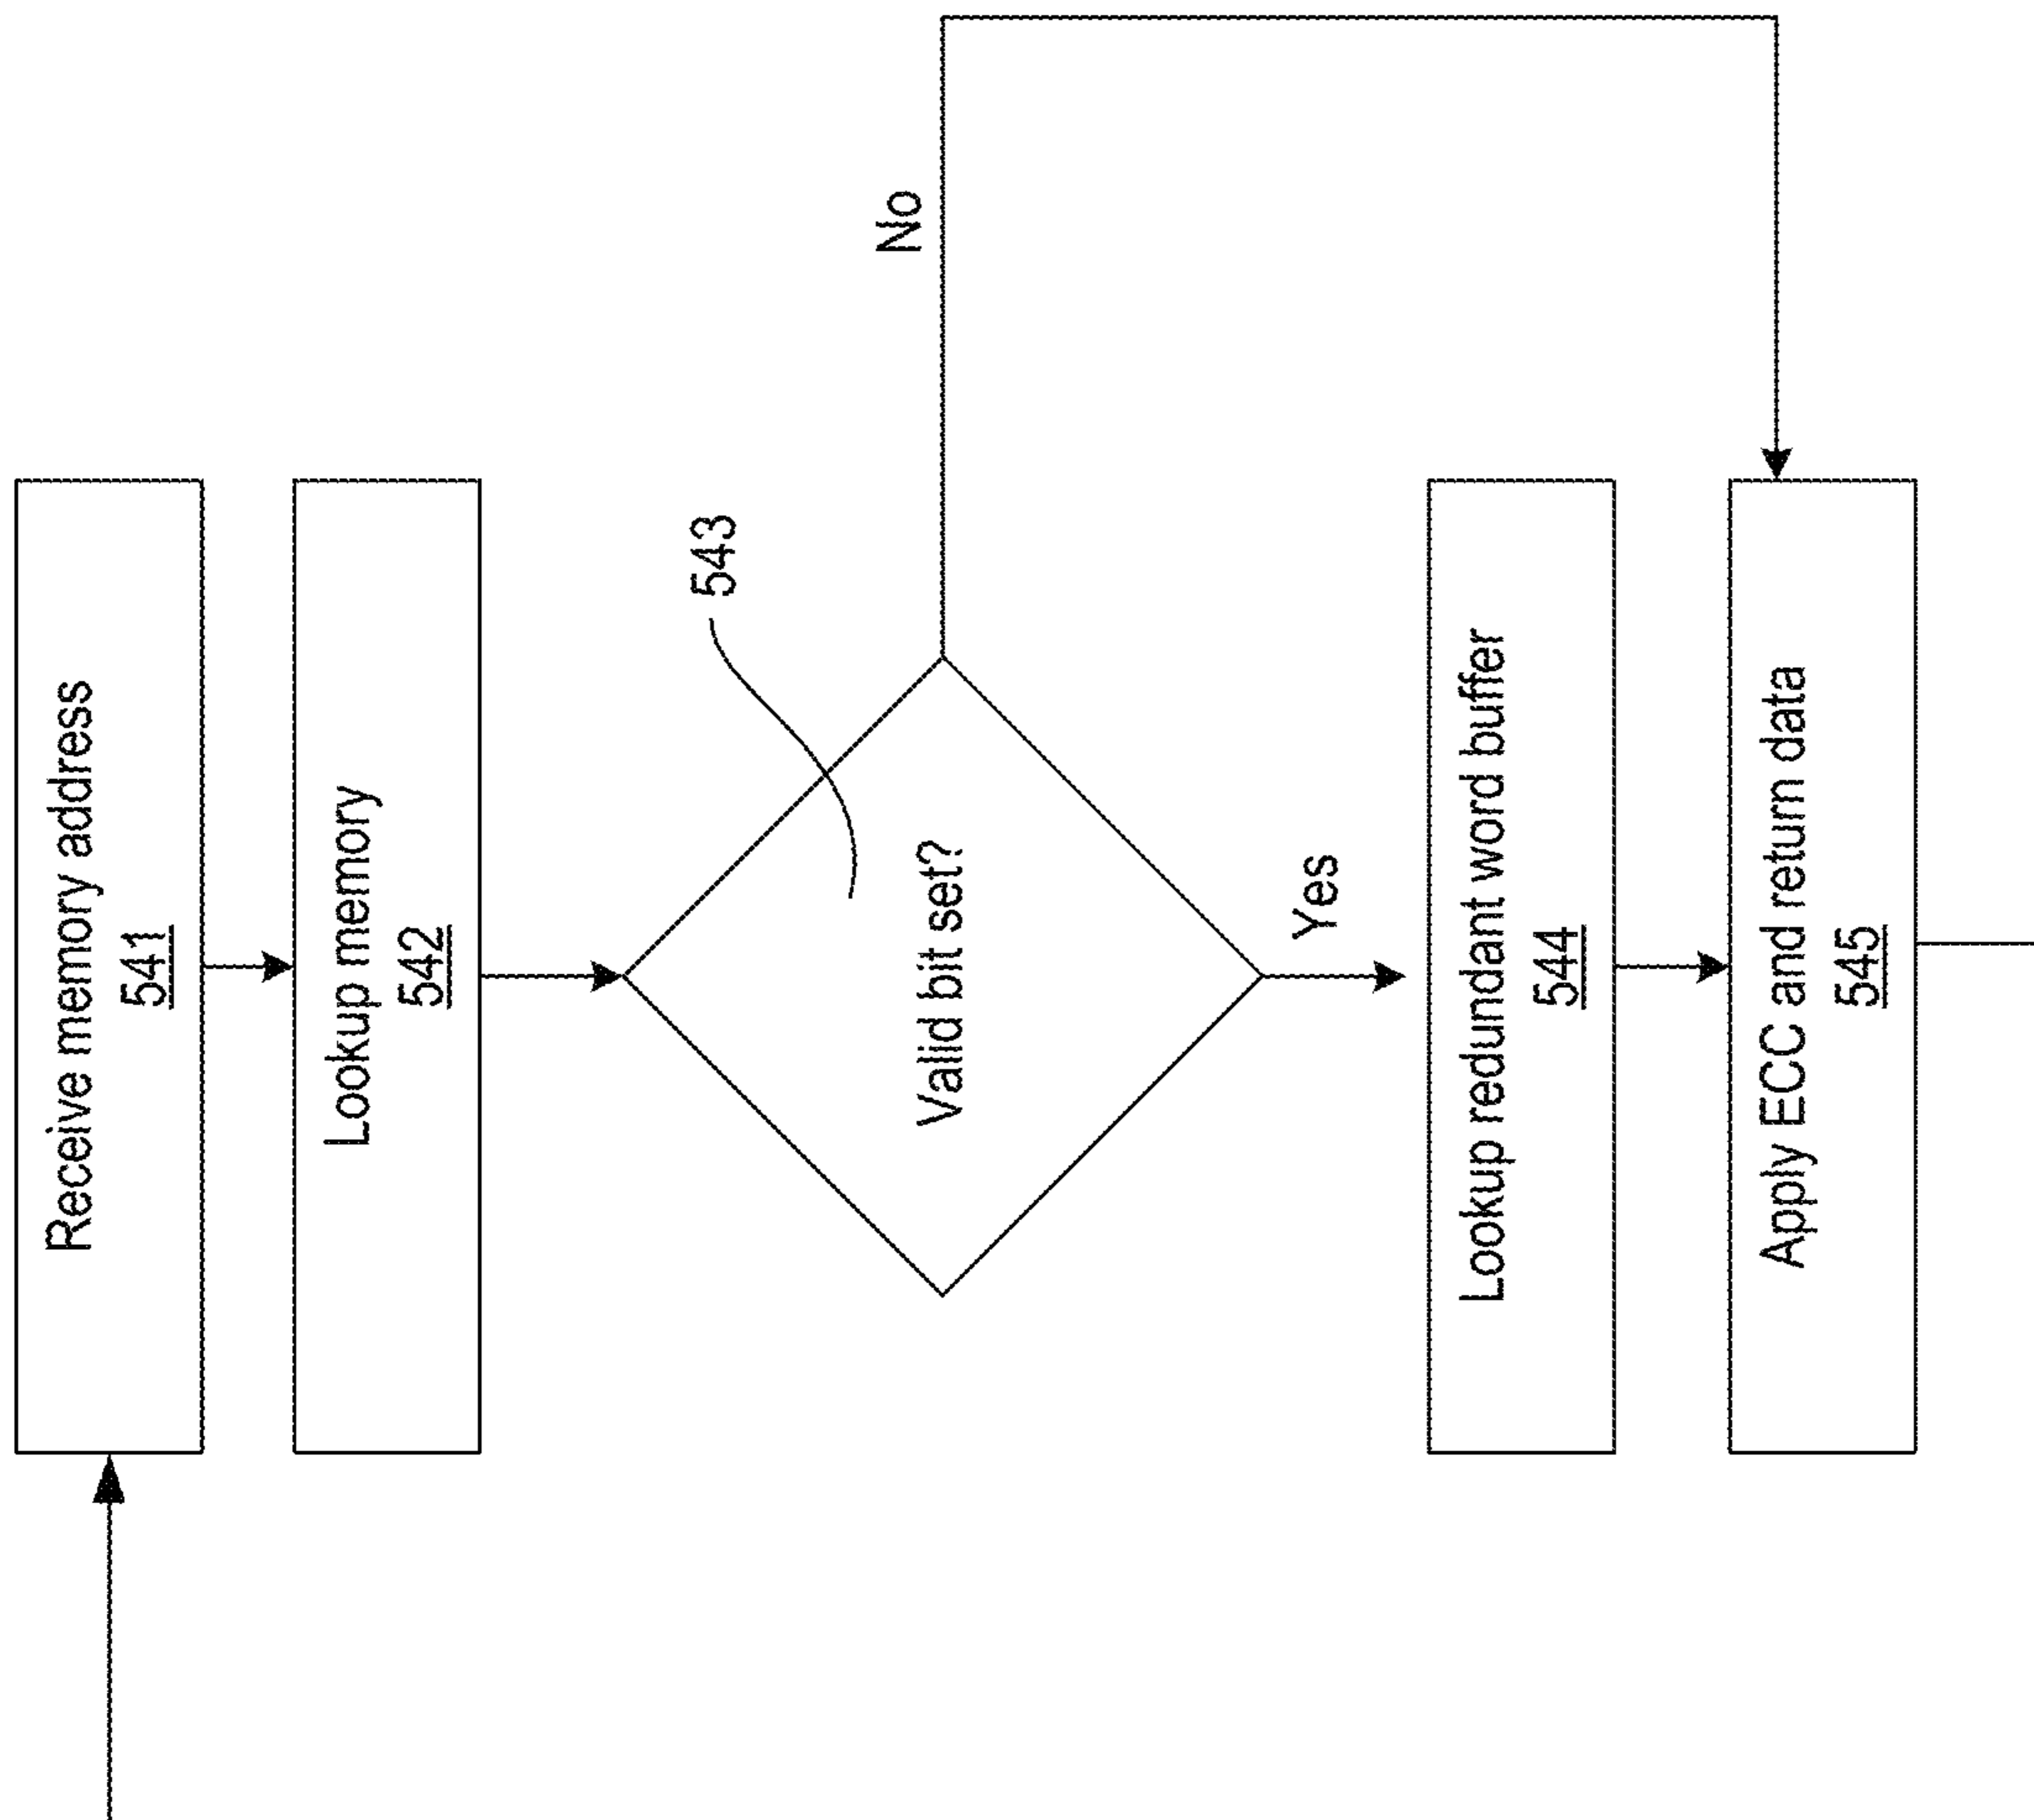 Receive memory address
541
Lookup memory
542
543
Valid bit set?
No
Yes
Lookup redundant word buffer
544
Apply ECC and return data
545